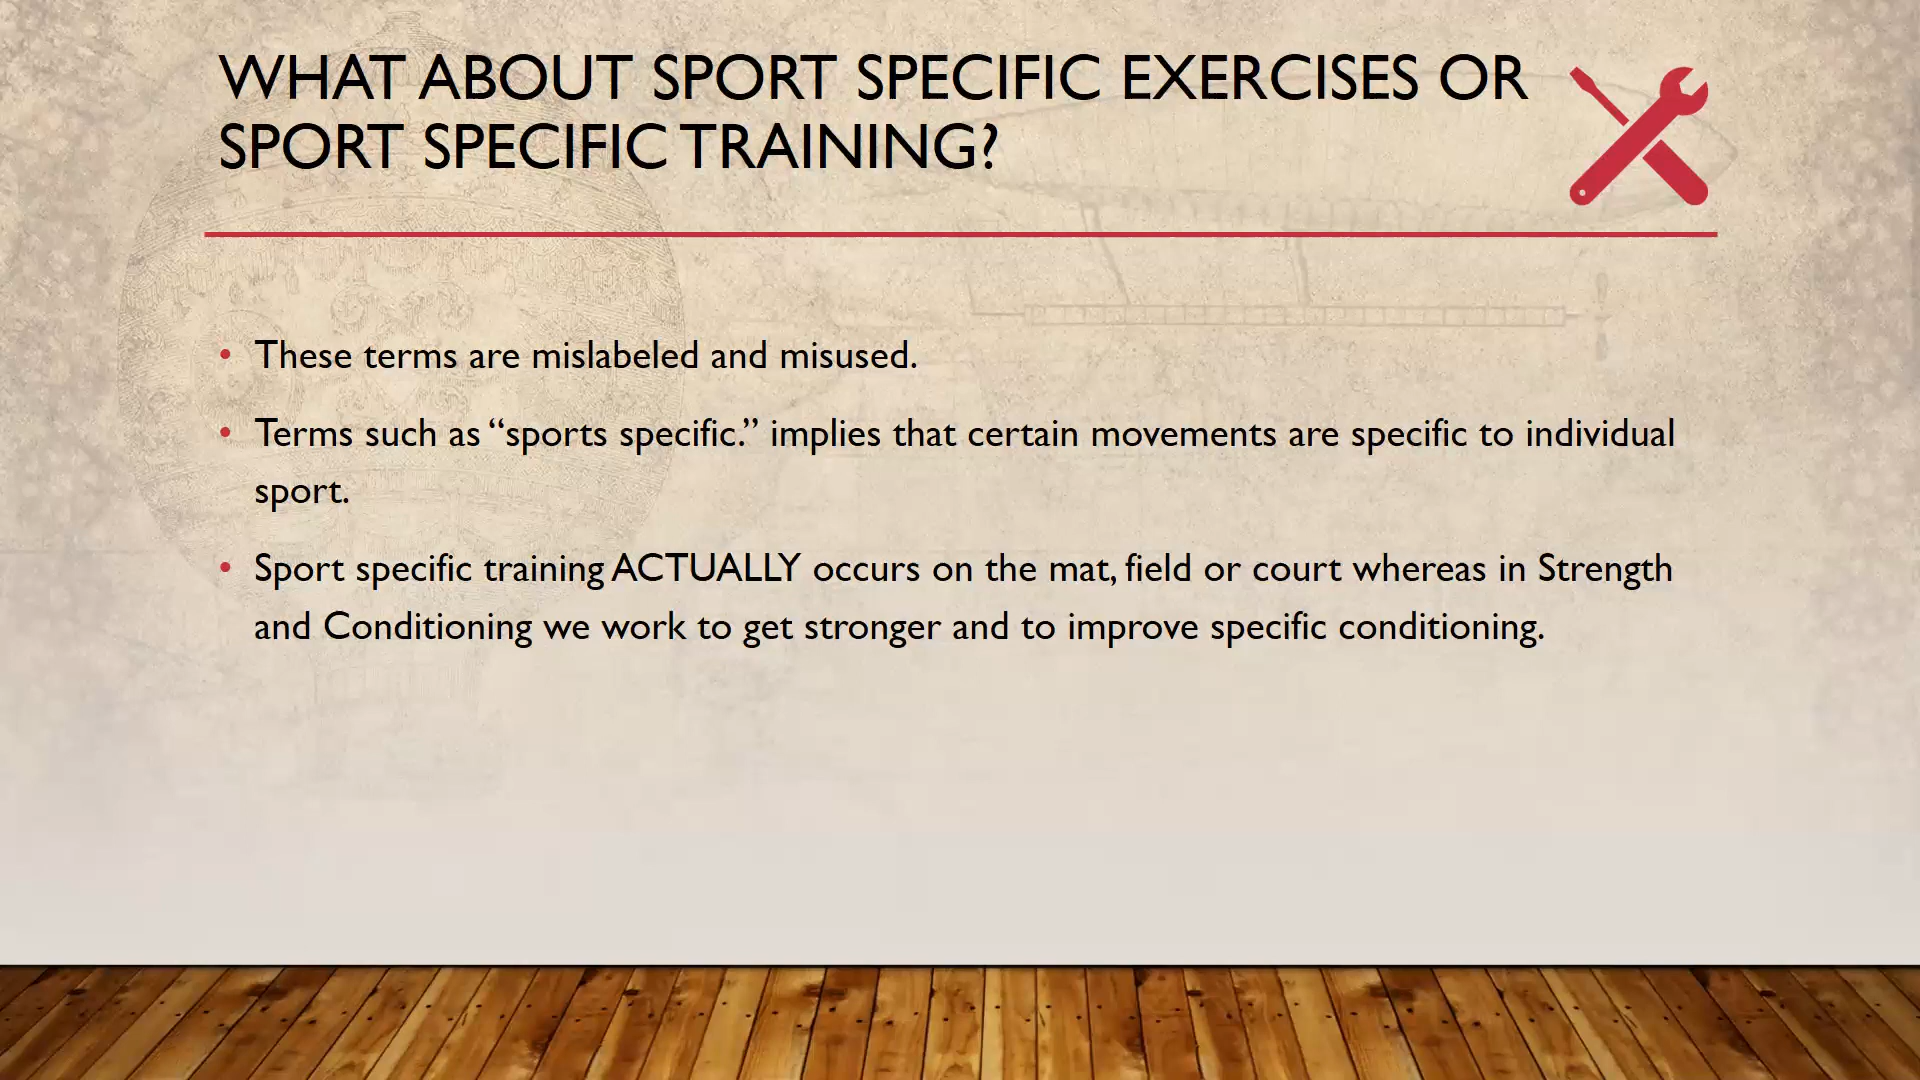 WHAT ABOUT SPORT SPECIFIC EXERCISES OR
SPORT SPECIFIC TRAINING?
• These terms are mislabeled and misused.
• Terms such as “sports specific.” implies that certain movements are specific to individual
sport.
• Sport specific training ACTUALLY occurs on the mat, field or court whereas in Strength
and Conditioning we work to get stronger and to improve specific conditioning.